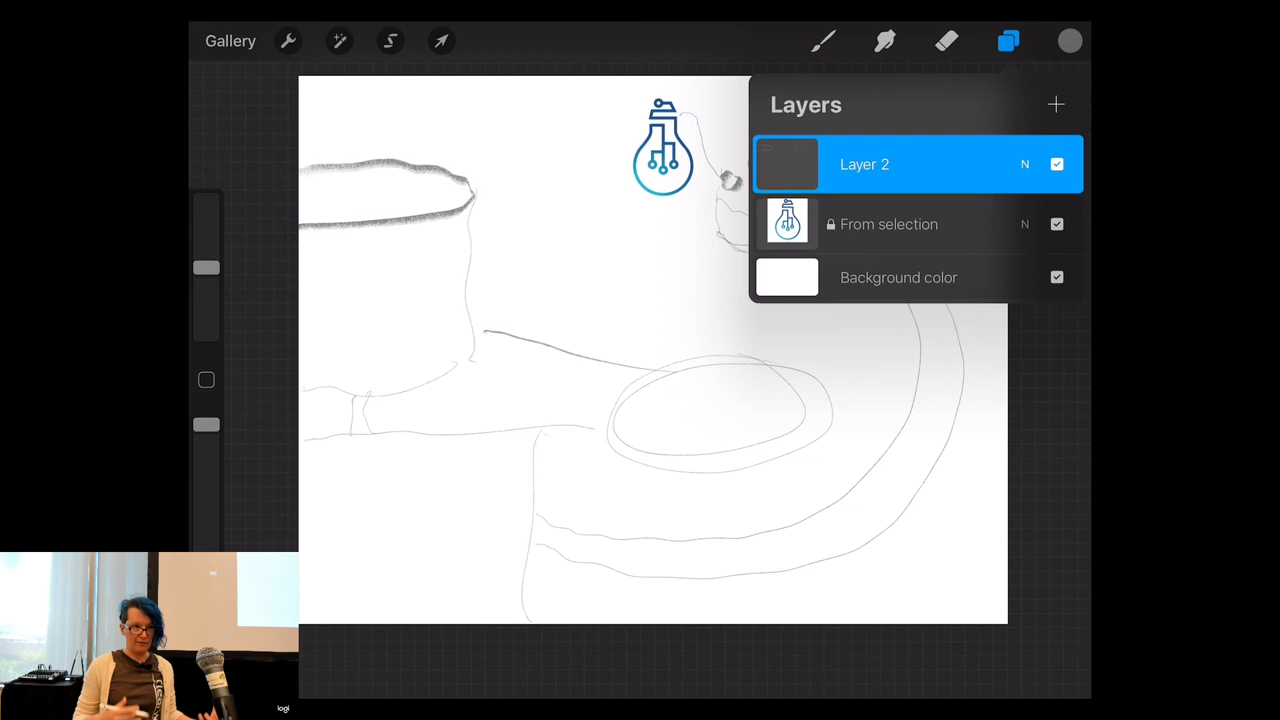 Gallery
Layers
Layer 2 N
From selection N
Background color
logi